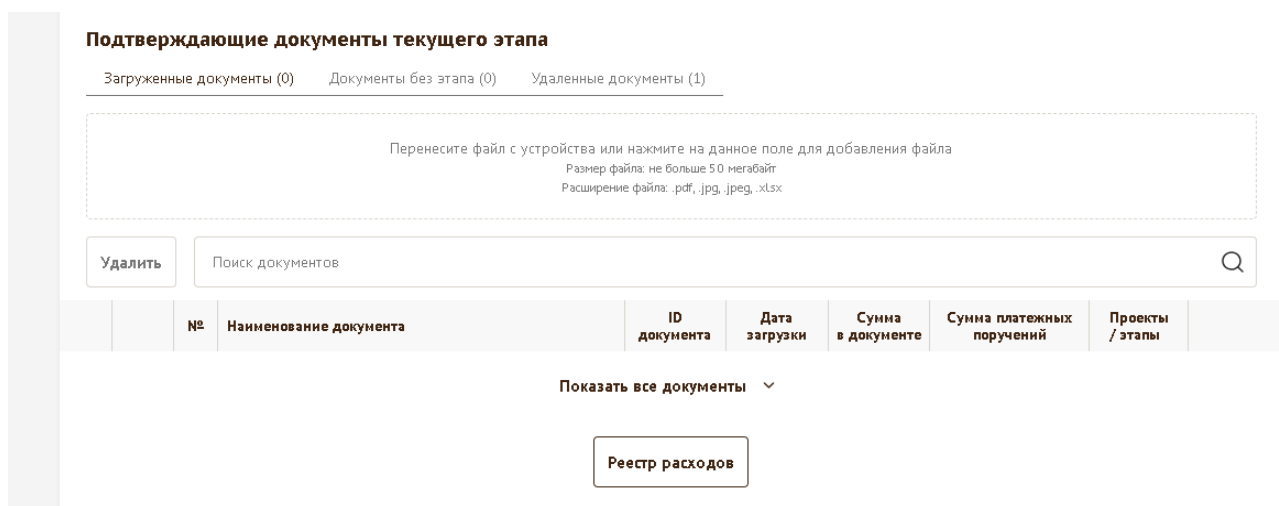 Подтверждающие документы текущего этапа
Загруженные документы (0) Документы без этапа (0) Удаленные документы (1)
Перенесите файл с устройства или нажмите на данное поле для добавления файла
Размер файла: не больше 50 мегабайт
Расширение файла: .pdf, .jpg, .jpeg, .xlsx
Удалить Поиск документов
№ Наименование документа ID документа Дата загрузки Сумма в документе Сумма платежных поручений Проекты / этапы
Показать все документы
Реестр расходов